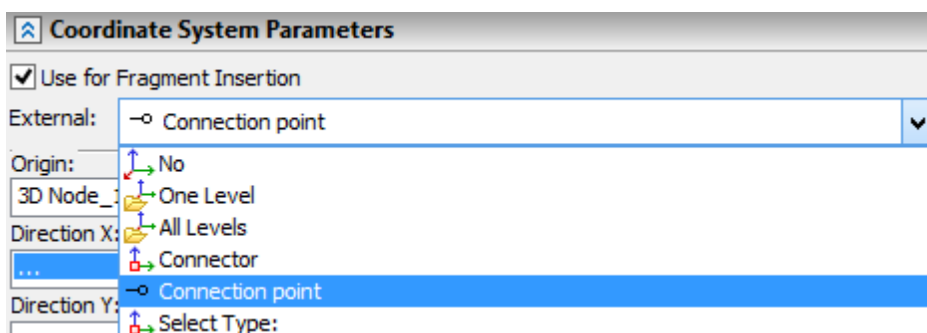 Coordinate System Parameters
Use for Fragment Insertion
External: Connection point
Origin: No
3D Node_ One Level
Direction X: All Levels
... Connector
Connection point
Direction Y: Select Type: